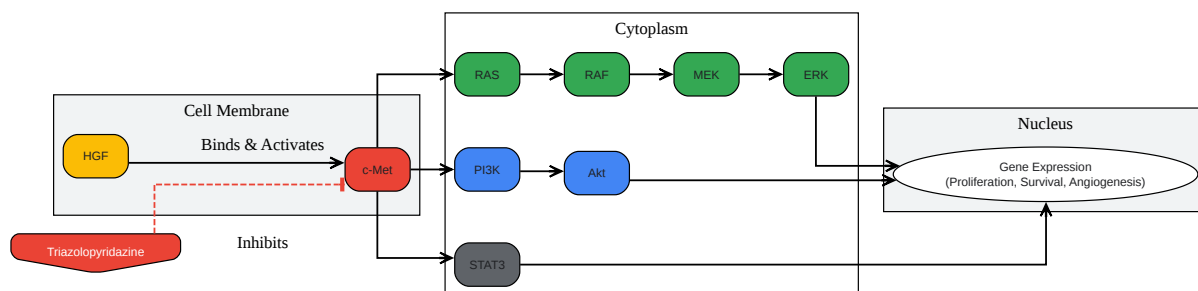 Cytoplasm
RAS
RAF
MEK
ERK
Cell Membrane
HGF
Binds & Activates
c-Met
PI3K
Akt
Nucleus
Gene Expression
(Proliferation, Survival, Angiogenesis)
Triazolopyridazine
Inhibits
STAT3